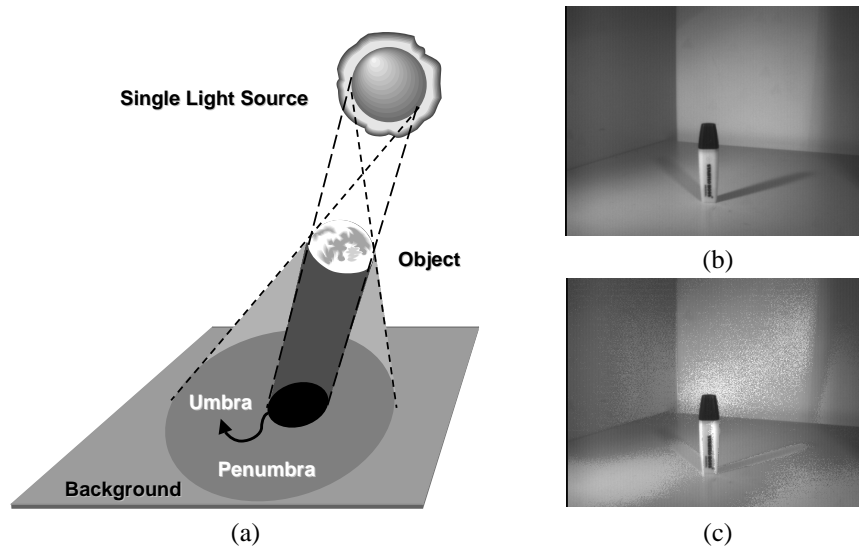 Single Light Source
Object
Umbra
Penumbra
Background
(a)
(b)
(c)